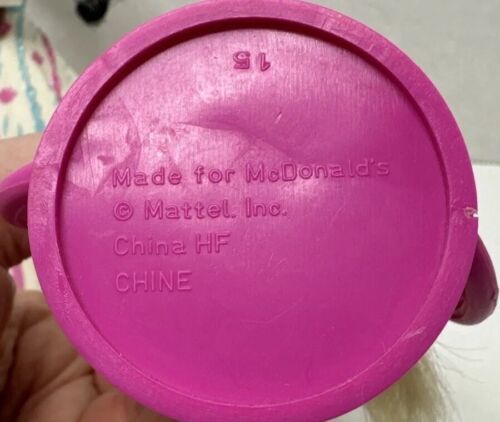 15
Made for McDonald's
© Mattel. Inc.
China HF
CHINE